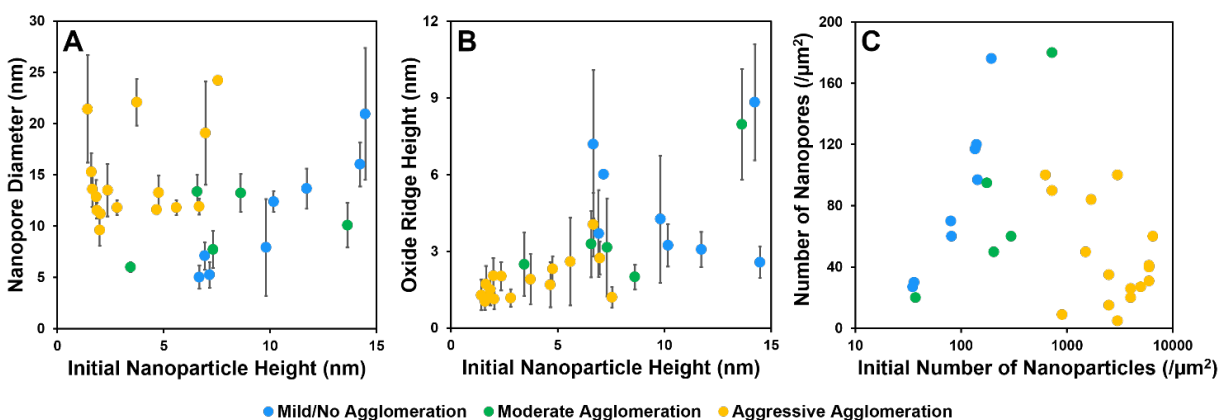 A
Nanopore Diameter (nm)
30
25
20
15
10
5
0
0
5
10
15
Initial Nanoparticle Height (nm)
B
Oxide Ridge Height (nm)
12
9
6
3
0
0
5
10
15
Initial Nanoparticle Height (nm)
C
Number of Nanopores (/µm²)
200
160
120
80
40
0
10
100
1000
10000
Initial Number of Nanoparticles (/µm²)
Mild/No Agglomeration
Moderate Agglomeration
Aggressive Agglomeration